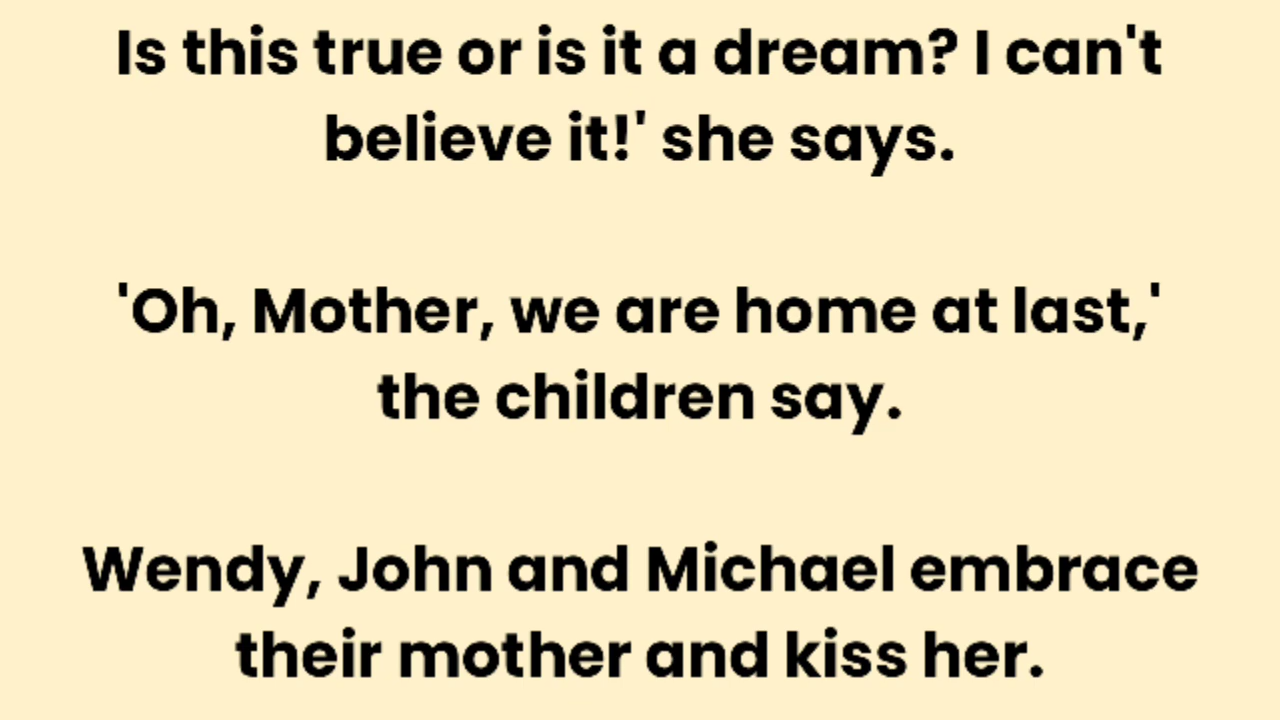 Is this true or is it a dream? I can't
believe it!' she says.
'Oh, Mother, we are home at last,'
the children say.
Wendy, John and Michael embrace
their mother and kiss her.